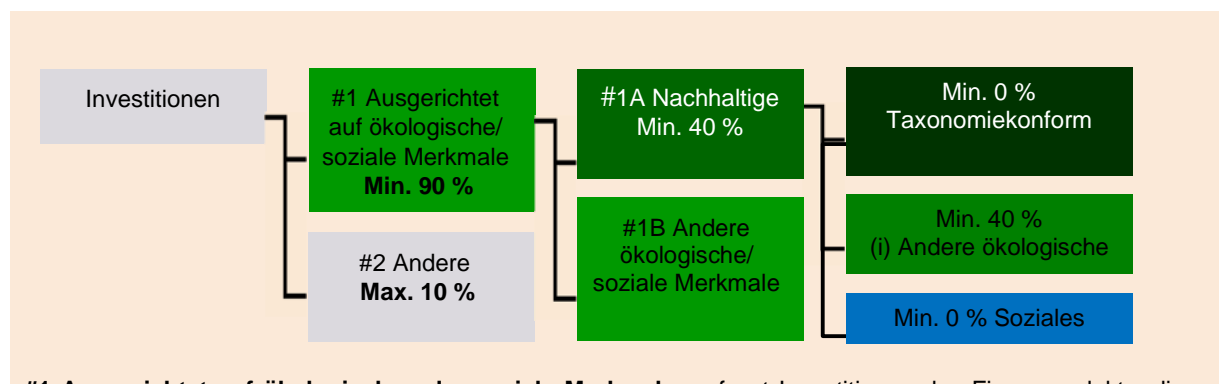 Investitionen
#1 Ausgerichtet
auf ökologische/
soziale Merkmale
Min. 90 %
#2 Andere
Max. 10 %
#1A Nachhaltige
Min. 40 %
#1B Andere
ökologische/
soziale Merkmale
Min. 0 %
Taxonomiekonform
Min. 40 %
(i) Andere ökologische
Min. 0 % Soziales